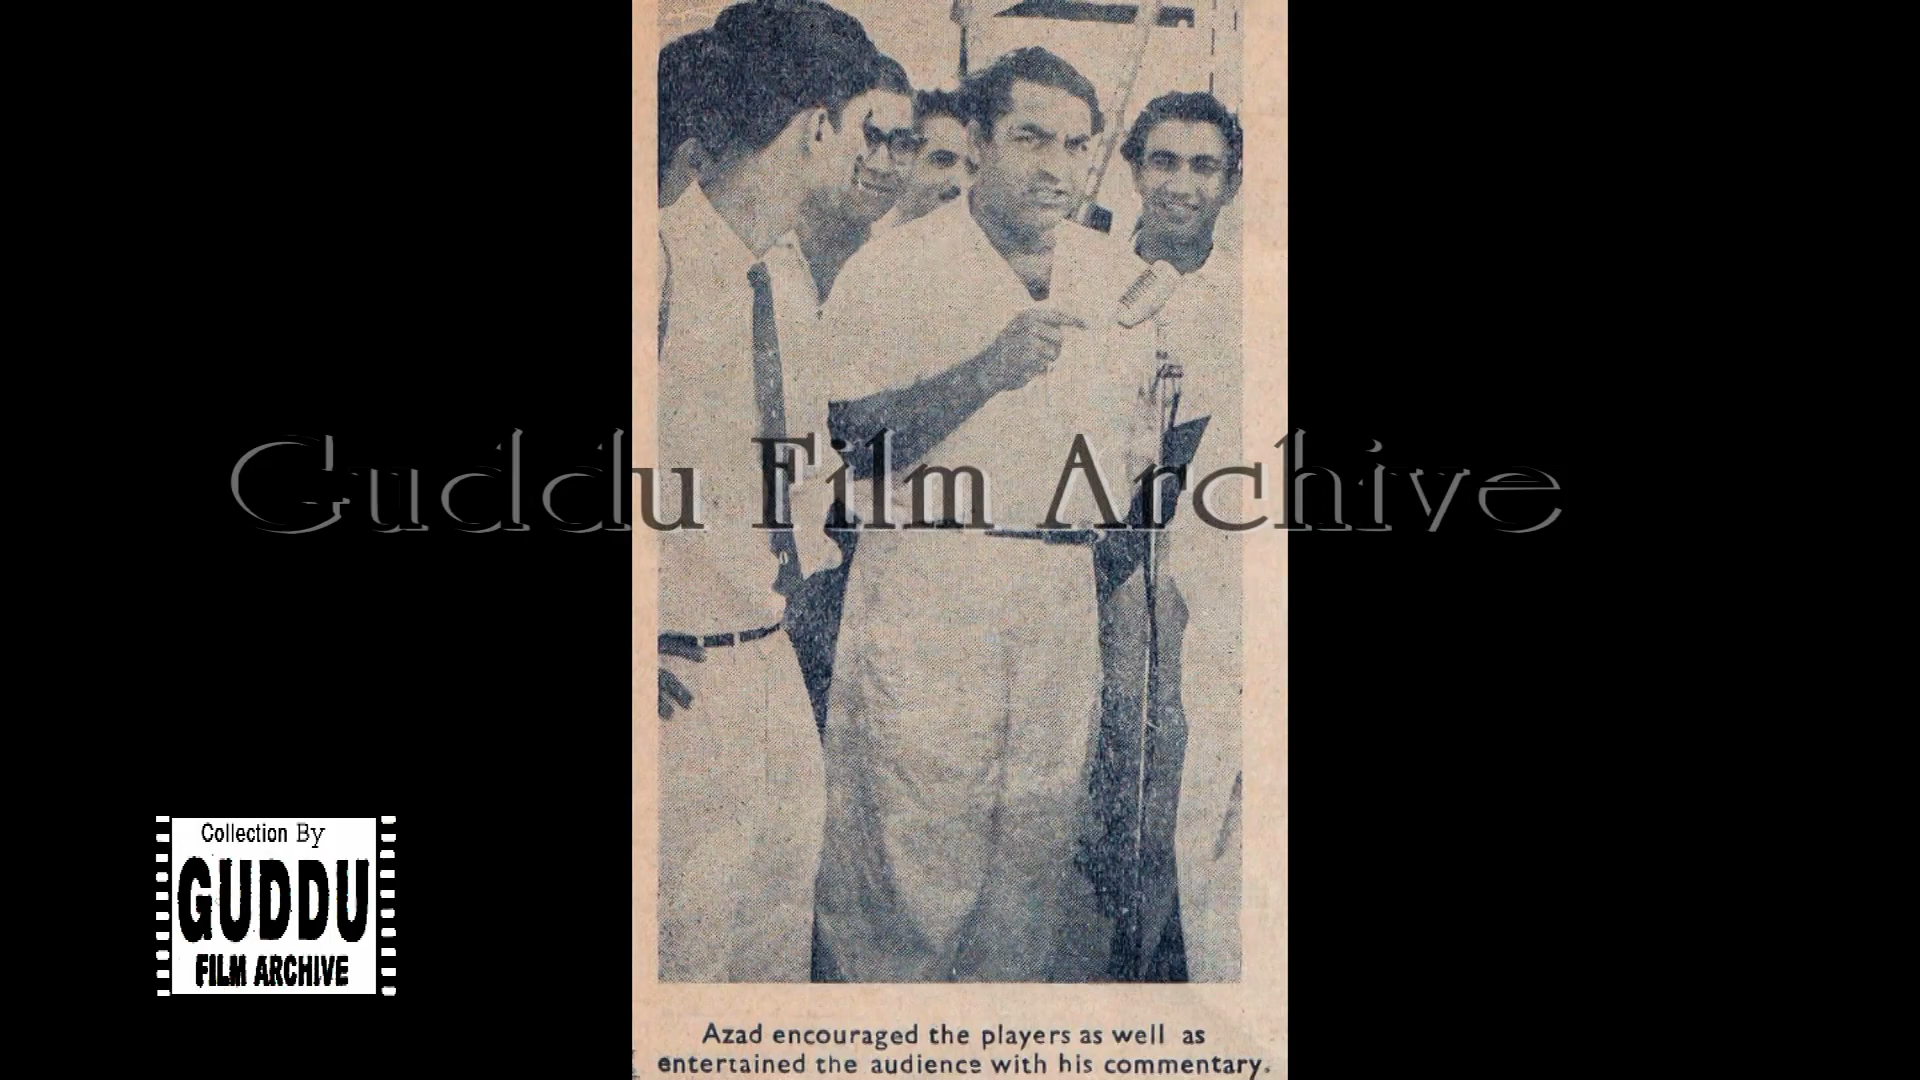 Guddu Film Archive
Collection By
GUDDU
FILM ARCHIVE
Azad encouraged the players as well as
entertained the audience with his commentary.